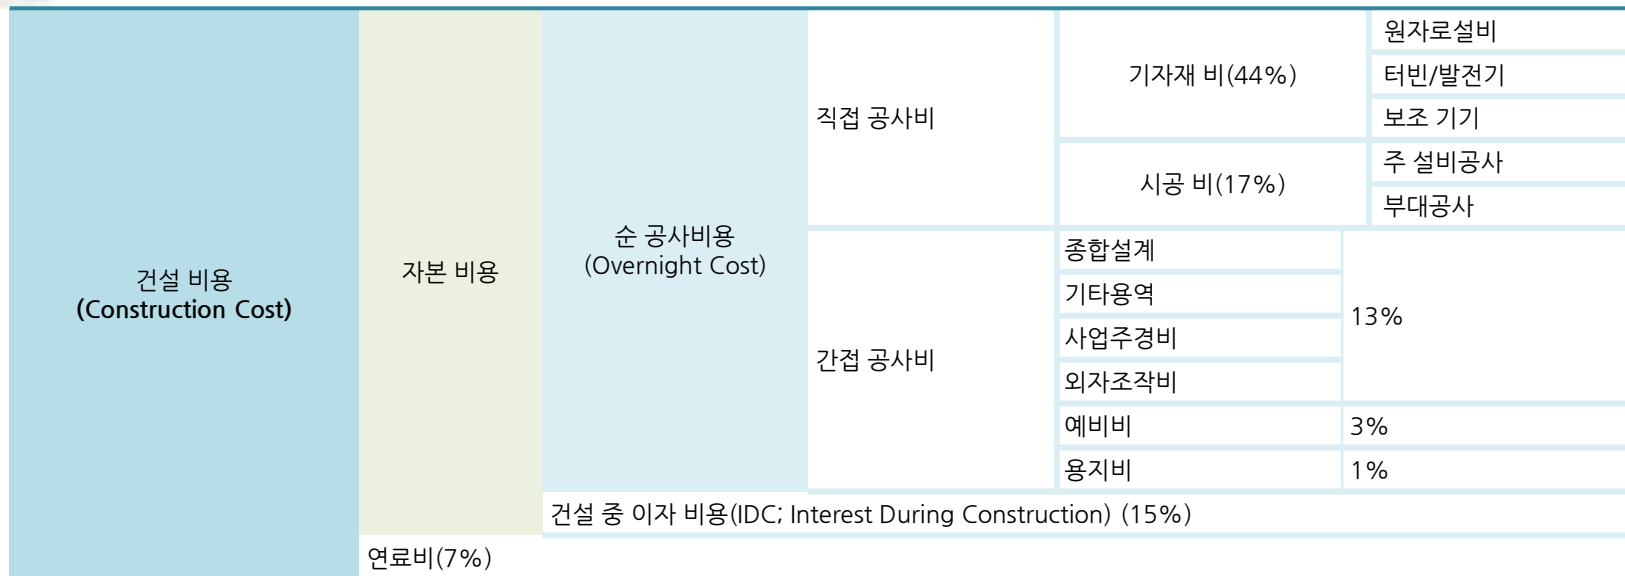 건설 비용
(Construction Cost)
자본 비용
순 공사비용
(Overnight Cost)
직접 공사비
기자재 비(44%)
원자로설비
터빈/발전기
보조 기기
시공 비(17%)
주 설비공사
부대공사
간접 공사비
종합설계
기타용역
사업주경비
외자조작비
13%
예비비
3%
용지비
1%
건설 중 이자 비용(IDC; Interest During Construction) (15%)
연료비(7%)